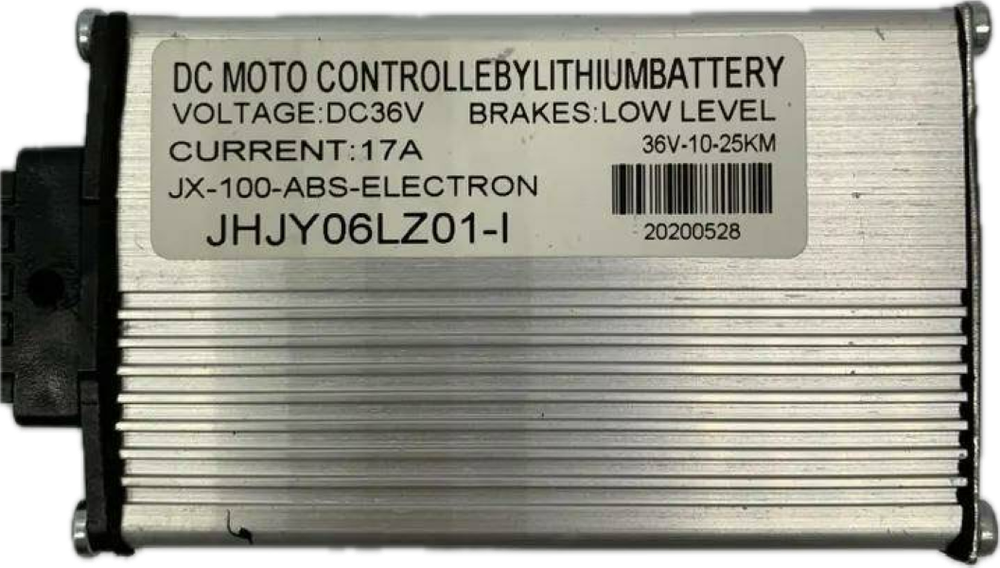 DC MOTO CONTROLLEBYLITHIUMBATTERY
VOLTAGE:DC36V BRAKES:LOW LEVEL
CURRENT:17A 36V-10-25KM
JX-100-ABS-ELECTRON
JHJY06LZ01-I 20200528